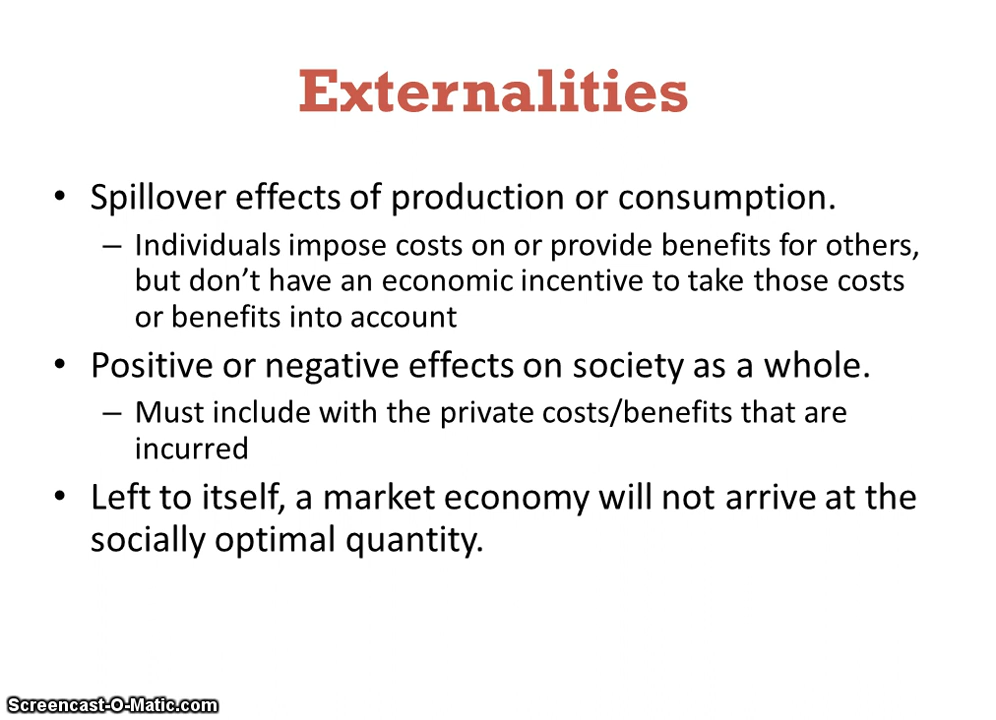 Externalities
• Spillover effects of production or consumption.
– Individuals impose costs on or provide benefits for others,
but don’t have an economic incentive to take those costs
or benefits into account
• Positive or negative effects on society as a whole.
– Must include with the private costs/benefits that are
incurred
• Left to itself, a market economy will not arrive at the
socially optimal quantity.
Screencast-O-Matic.com